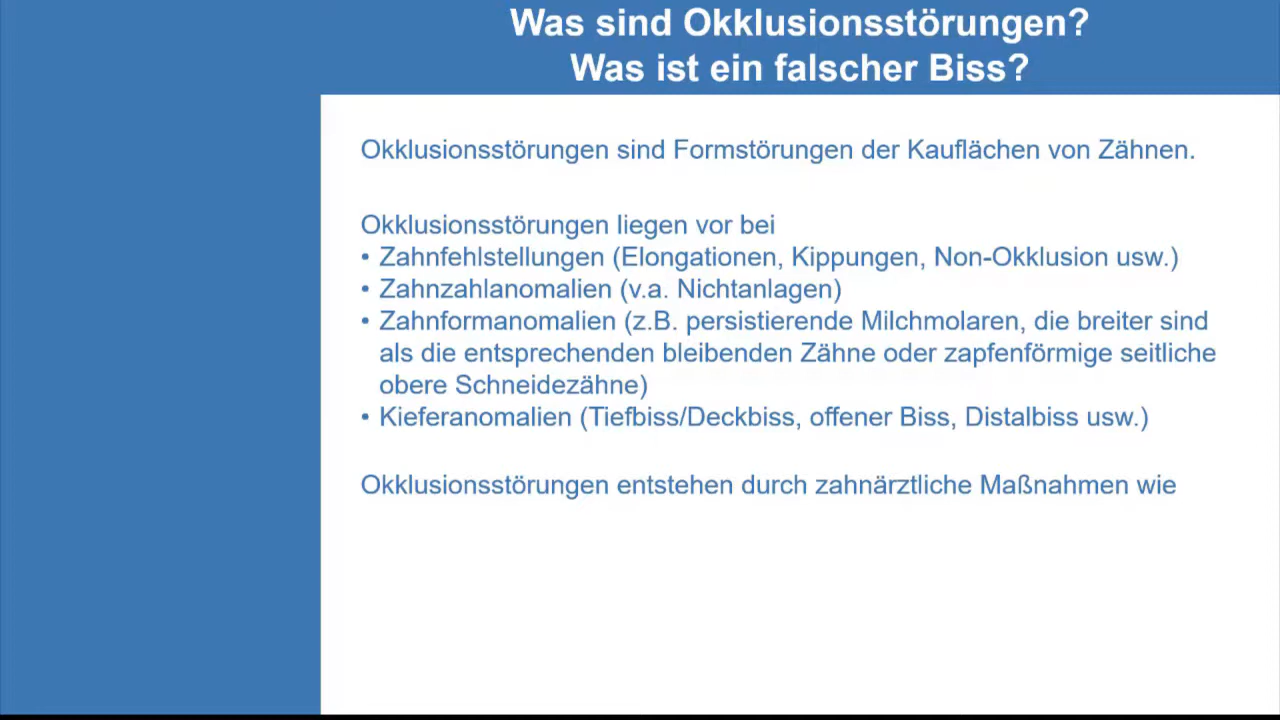 Was sind Okklusionsstörungen?
Was ist ein falscher Biss?
Okklusionsstörungen sind Formstörungen der Kauflächen von Zähnen.
Okklusionsstörungen liegen vor bei
• Zahnfehlstellungen (Elongationen, Kippungen, Non-Okklusion usw.)
• Zahnzahlanomalien (v.a. Nichtanlagen)
• Zahnformanomalien (z.B. persistierende Milchmolaren, die breiter sind
als die entsprechenden bleibenden Zähne oder zapfenförmige seitliche
obere Schneidezähne)
• Kieferanomalien (Tiefbiss/Deckbiss, offener Biss, Distalbiss usw.)
Okklusionsstörungen entstehen durch zahnärztliche Maßnahmen wie